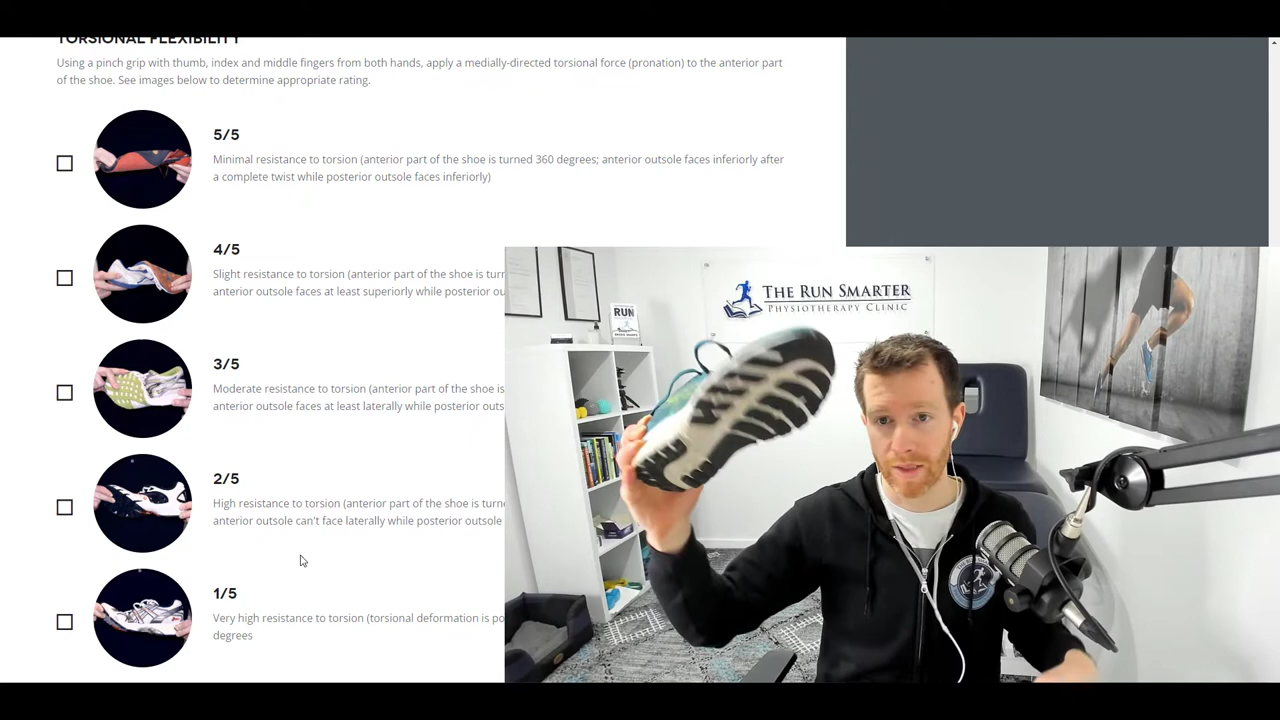 TORSIONAL FLEXIBILITY
Using a pinch grip with thumb, index and middle fingers from both hands, apply a medially-directed torsional force (pronation) to the anterior part
of the shoe. See images below to determine appropriate rating.
5/5
Minimal resistance to torsion (anterior part of the shoe is turned 360 degrees; anterior outsole faces inferiorly after
a complete twist while posterior outsole faces inferiorly)
4/5
Slight resistance to torsion (anterior part of the shoe is turn
anterior outsole faces at least superiorly while posterior ou
3/5
Moderate resistance to torsion (anterior part of the shoe is
anterior outsole faces at least laterally while posterior outs
2/5
High resistance to torsion (anterior part of the shoe is turne
anterior outsole can't face laterally while posterior outsole
1/5
Very high resistance to torsion (torsional deformation is po
degrees
THE RUN SMARTER
PHYSIOTHERAPY CLINIC
RUN